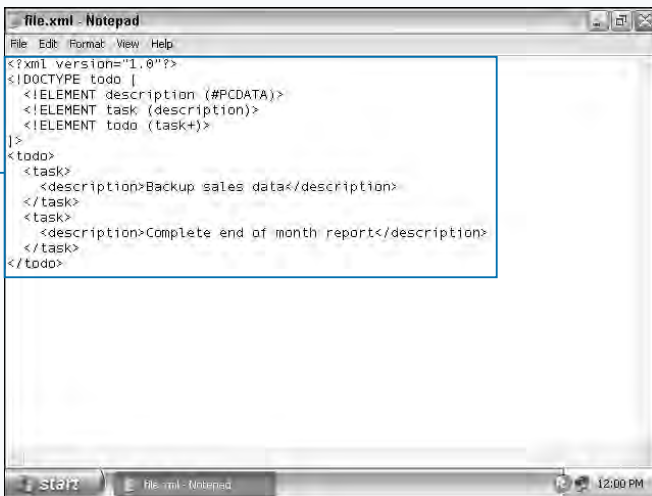 file.xml - Notepad
File Edit Format View Help
<?xml version="1.0"?>
<!DOCTYPE todo [
  <!ELEMENT description (#PCDATA)>
  <!ELEMENT task (description)>
  <!ELEMENT todo (task+)>
]>
<todo>
  <task>
    <description>Backup sales data</description>
  </task>
  <task>
    <description>Complete end of month report</description>
  </task>
</todo>
start file.xml - Notepad 12:00 PM